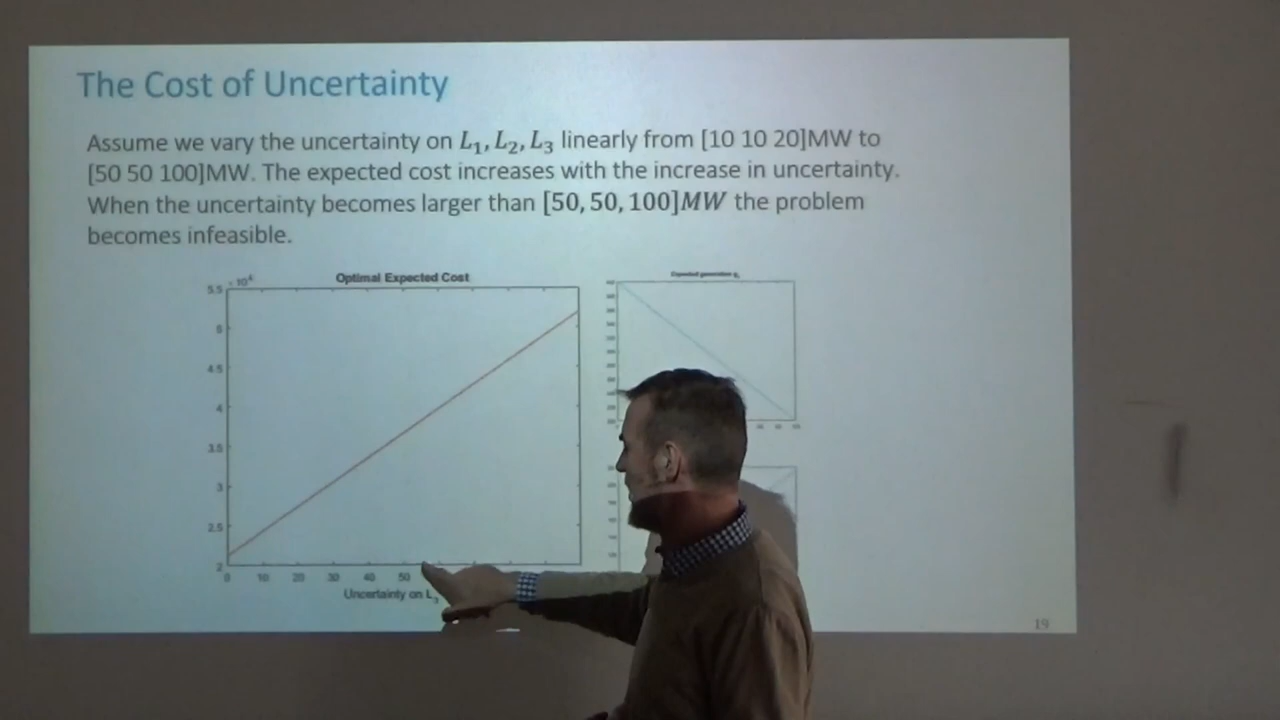 The Cost of Uncertainty
Assume we vary the uncertainty on L₁, L₂, L₃ linearly from [10 10 20]MW to
[50 50 100]MW. The expected cost increases with the increase in uncertainty.
When the uncertainty becomes larger than [50, 50, 100]MW the problem
becomes infeasible.
Optimal Expected Cost
5.5
5
4.5
4
3.5
3
2.5
2
0 10 20 30 40 50
Uncertainty on L₃
19